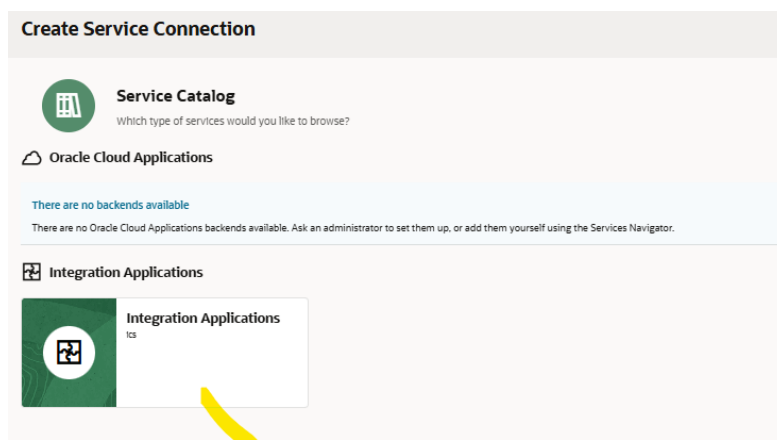 Create Service Connection
Service Catalog
Which type of services would you like to browse?
Oracle Cloud Applications
There are no backends available
There are no Oracle Cloud Applications backends available. Ask an administrator to set them up, or add them yourself using the Services Navigator.
Integration Applications
Integration Applications
ics